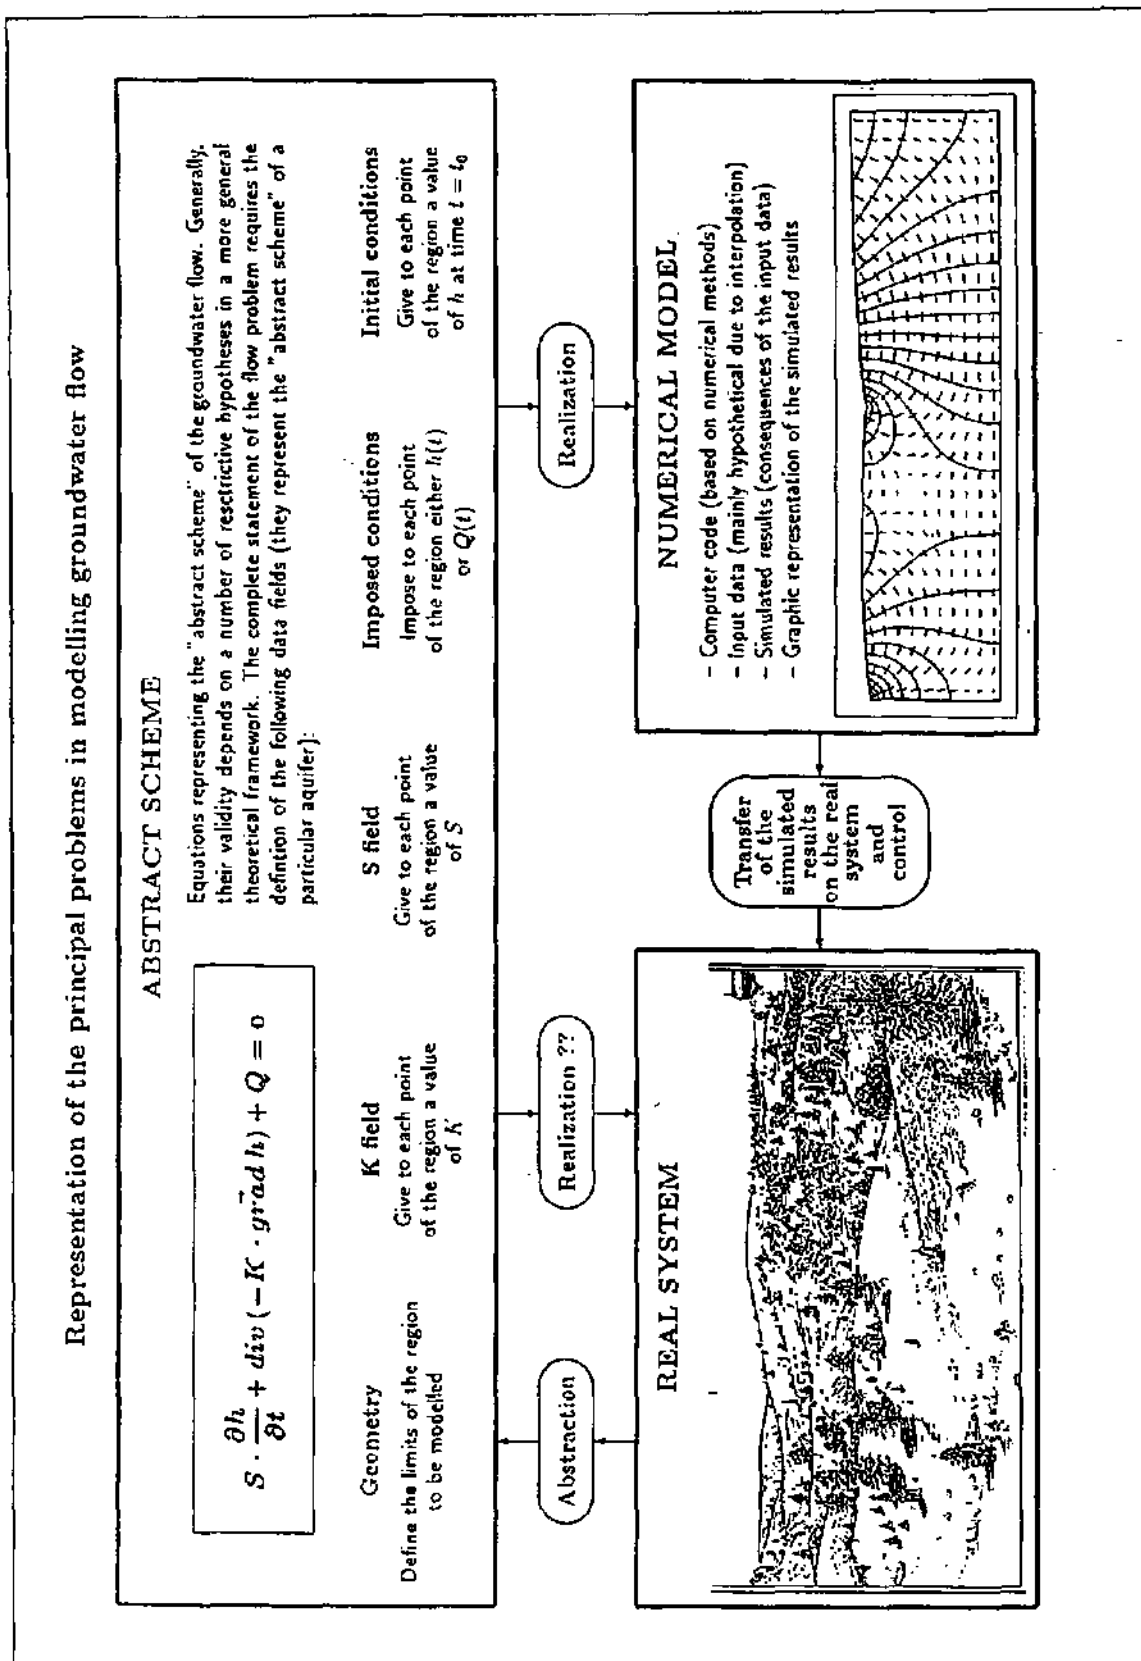 Representation of the principal problems in modelling groundwater flow
ABSTRACT SCHEME
S · ∂h/∂t + div (−K · grad h) + Q = 0
Equations representing the "abstract scheme" of the groundwater flow. Generally,
their validity depends on a number of restrictive hypotheses in a more general
theoretical framework. The complete statement of the flow problem requires the
defintion of the following data fields (they represent the "abstract scheme" of a
particular aquifer):
Geometry
Define the limits of the region
to be modelled
K field
Give to each point
of the region a value
of K
S field
Give to each point
of the region a value
of S
Imposed conditions
Impose to each point
of the region either h(t)
or Q(t)
Initial conditions
Give to each point
of the region a value
of h at time t = t₀
Abstraction
Realization ??
Realization
REAL SYSTEM
Transfer
of the
simulated
results
on the real
system
and
control
NUMERICAL MODEL
– Computer code (based on numerical methods)
– Input data (mainly hypothetical due to interpolation)
– Simulated results (consequences of the input data)
– Graphic representation of the simulated results